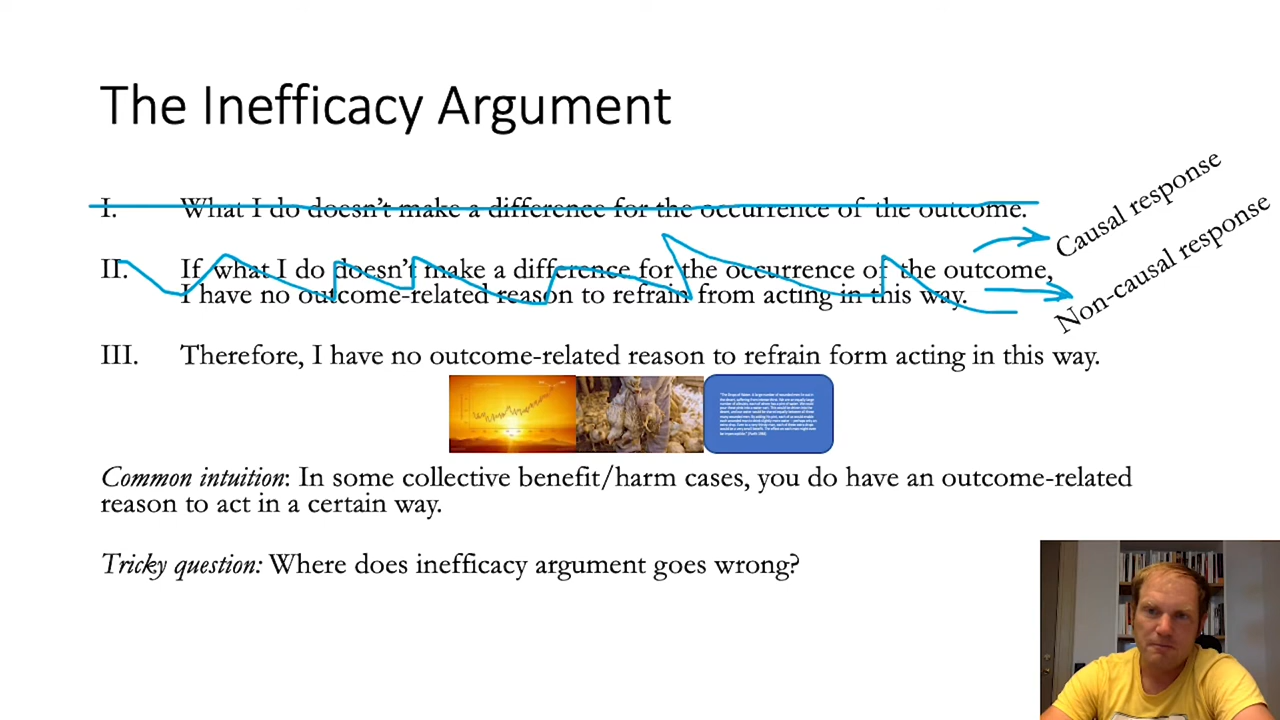 The Inefficacy Argument
I. What I do doesn't make a difference for the occurrence of the outcome.
II. If what I do doesn't make a difference for the occurrence of the outcome,
I have no outcome-related reason to refrain from acting in this way.
Causal response
Non-causal response
III. Therefore, I have no outcome-related reason to refrain form acting in this way.
Common intuition: In some collective benefit/harm cases, you do have an outcome-related
reason to act in a certain way.
Tricky question: Where does inefficacy argument goes wrong?